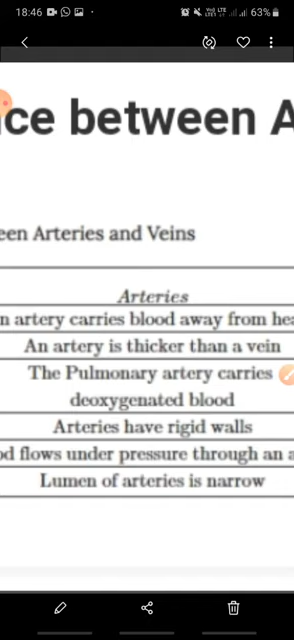 18:46 63%
ce between A
een Arteries and Veins
Arteries
n artery carries blood away from hea
An artery is thicker than a vein
The Pulmonary artery carries
deoxygenated blood
Arteries have rigid walls
od flows under pressure through an a
Lumen of arteries is narrow